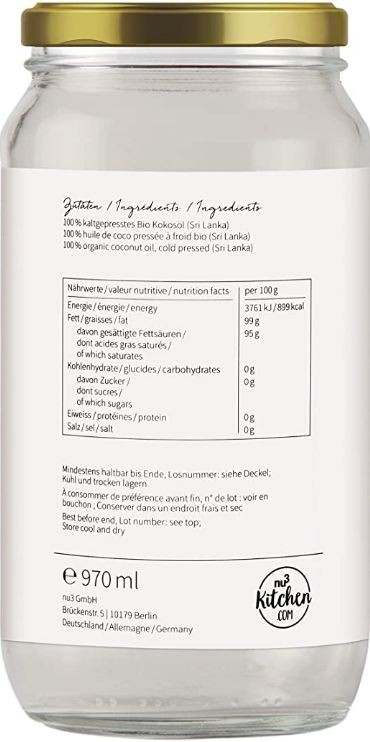 Zutaten / Ingrédients / Ingredients
100% kaltgepresstes Bio Kokosöl (Sri Lanka)
100% huile de coco pressée à froid bio (Sri Lanka)
100% organic coconut oil, cold pressed (Sri Lanka)
Nährwerte/valeur nutritive/nutrition facts per 100 g
Energie/énergie/energy 3761 kJ/899 kcal
Fett/graisses/fat 99 g
davon gesättigte Fettsäuren/ 95 g
dont acides gras saturés/
of which saturates
Kohlenhydrate/glucides/carbohydrates 0 g
davon Zucker/ 0 g
dont sucres/
of which sugars
Eiweiss/protéines/protein 0 g
Salz/sel/salt 0 g
Mindestens haltbar bis Ende, Losnummer: siehe Deckel;
Kühl und trocken lagern
À consommer de préférence avant fin, n° de lot : voir en
bouchon ; Conserver dans un endroit frais et sec
Best before end, Lot number: see top;
Store cool and dry
℮ 970 ml
nu3 GmbH
Brückenstr. 5 | 10179 Berlin
Deutschland/Allemagne/Germany
nu3
Kitchen
.COM